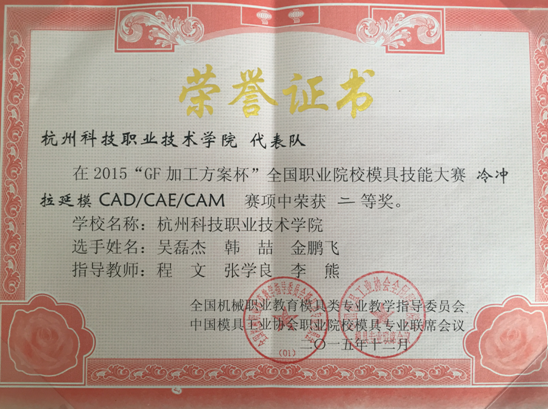 荣誉证书
杭州科技职业技术学院 代表队
在2015“GF加工方案杯”全国职业院校模具技能大赛 冷冲
拉延模 CAD/CAE/CAM 赛项中荣获 二 等奖。
学校名称：杭州科技职业技术学院
选手姓名：吴磊杰 韩喆 金鹏飞
指导教师：程 文 张学良 李 熊
全国机械职业教育模具类专业教学指导委员会
中国模具工业协会职业院校模具专业联席会议
二〇一五年十二月
(01)